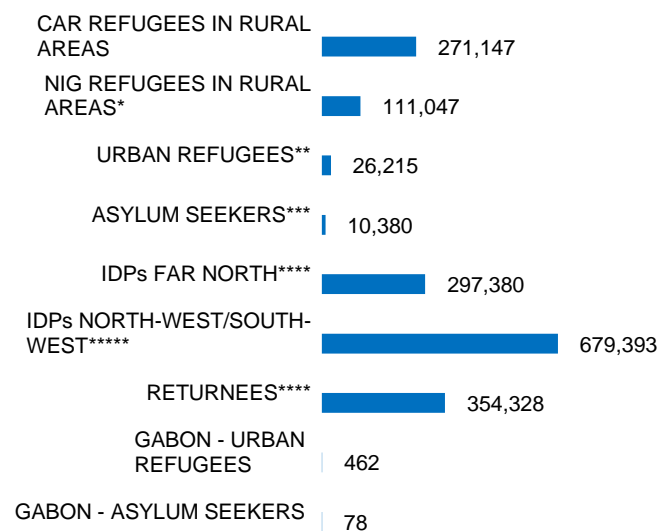 CAR REFUGEES IN RURAL
AREAS
271,147
NIG REFUGEES IN RURAL
AREAS*
111,047
URBAN REFUGEES**
26,215
ASYLUM SEEKERS***
10,380
IDPs FAR NORTH****
297,380
IDPs NORTH-WEST/SOUTH-
WEST*****
679,393
RETURNEES****
354,328
GABON - URBAN
REFUGEES
462
GABON - ASYLUM SEEKERS
78